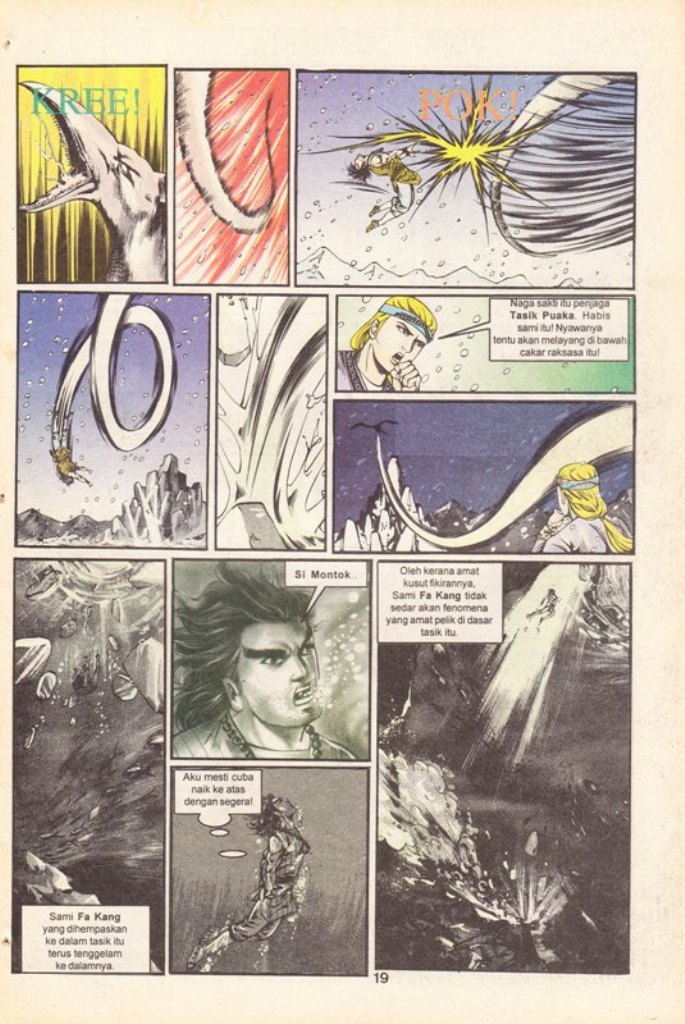 KREE!
POK!
Naga sakti itu penjaga
Tasik Puaka. Habis
sami itu! Nyawanya
tentu akan melayang di bawah
cakar raksasa itu!
Si Montok..
Oleh kerana amat
kusut fikirannya,
Sami Fa Kang tidak
sedar akan fenomena
yang amat pelik di dasar
tasik itu.
Aku mesti cuba
naik ke atas
dengan segera!
Sami Fa Kang
yang dihempaskan
ke dalam tasik itu
terus tenggelam
ke dalamnya.
19